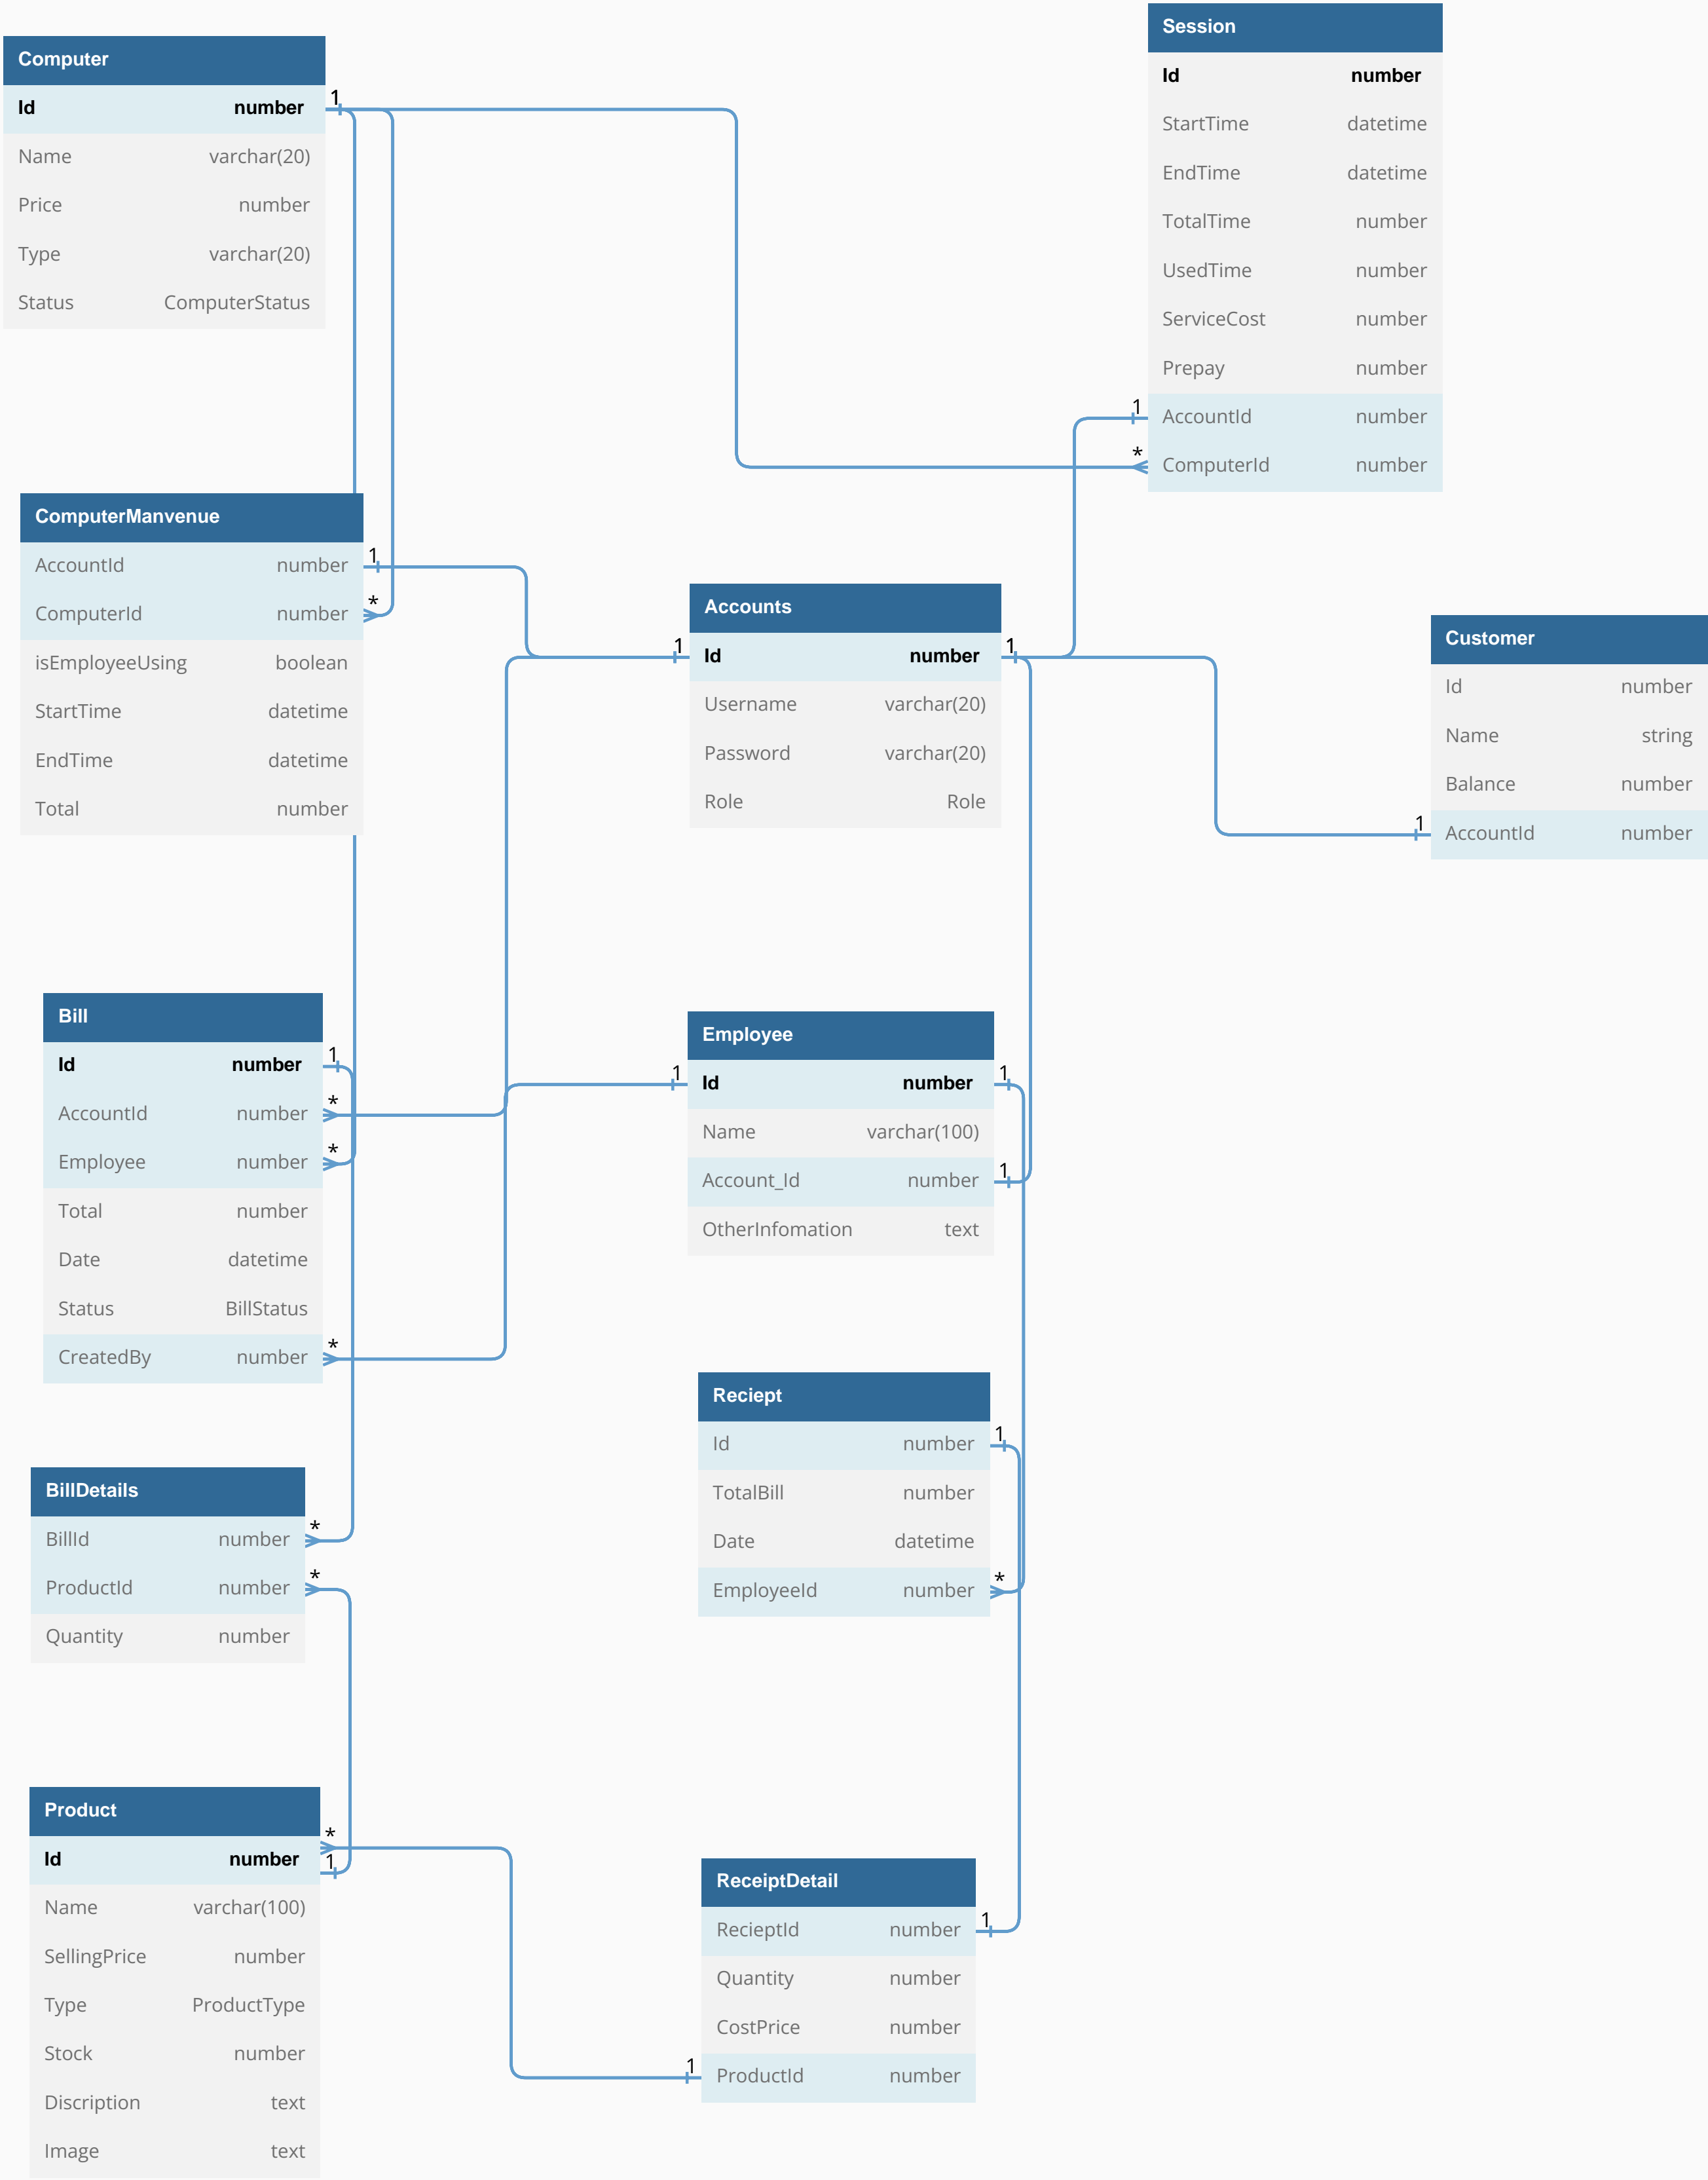 Computer
Id number
Name varchar(20)
Price number
Type varchar(20)
Status ComputerStatus
1
Session
Id number
StartTime datetime
EndTime datetime
TotalTime number
UsedTime number
ServiceCost number
Prepay number
1 AccountId number
* ComputerId number
ComputerManvenue
AccountId number 1
ComputerId number *
isEmployeeUsing boolean
StartTime datetime
EndTime datetime
Total number
Accounts
1 Id number 1
Username varchar(20)
Password varchar(20)
Role Role
Customer
Id number
Name string
Balance number
1 AccountId number
Bill
Id number 1
AccountId number *
Employee number *
Total number
Date datetime
Status BillStatus
CreatedBy number *
Employee
1 Id number 1
Name varchar(100)
Account_Id number 1
OtherInfomation text
Reciept
Id number 1
TotalBill number
Date datetime
EmployeeId number *
BillDetails
BillId number *
ProductId number *
Quantity number
Product
*
Id number 1
Name varchar(100)
SellingPrice number
Type ProductType
Stock number
Discription text
Image text
ReceiptDetail
RecieptId number 1
Quantity number
CostPrice number
1 ProductId number